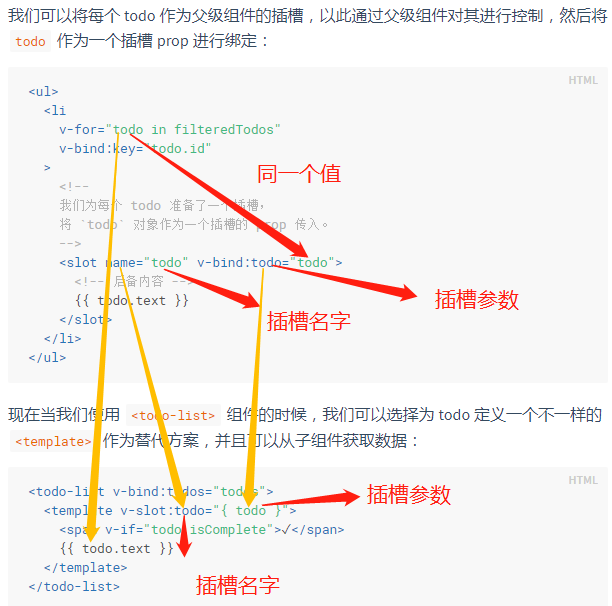 我们可以将每个 todo 作为父级组件的插槽，以此通过父级组件对其进行控制，然后将
todo 作为一个插槽 prop 进行绑定：
HTML
<ul>
<li
v-for="todo in filteredTodos"
v-bind:key="todo.id"
>
同一个值
<!--
我们为每个 todo 准备了一个插槽，
将 `todo` 对象作为一个插槽的 prop 传入。
-->
<slot name="todo" v-bind:todo="todo">
<!-- 后备内容 -->
插槽参数
{{ todo.text }}
插槽名字
</slot>
</li>
</ul>
现在当我们使用 <todo-list> 组件的时候，我们可以选择为 todo 定义一个不一样的
<template> 作为替代方案，并且可以从子组件获取数据：
HTML
<todo-list v-bind:todos="todos">
插槽参数
<template v-slot:todo="{ todo }">
<span v-if="todo.isComplete">✓</span>
{{ todo.text }}
</template>
插槽名字
</todo-list>